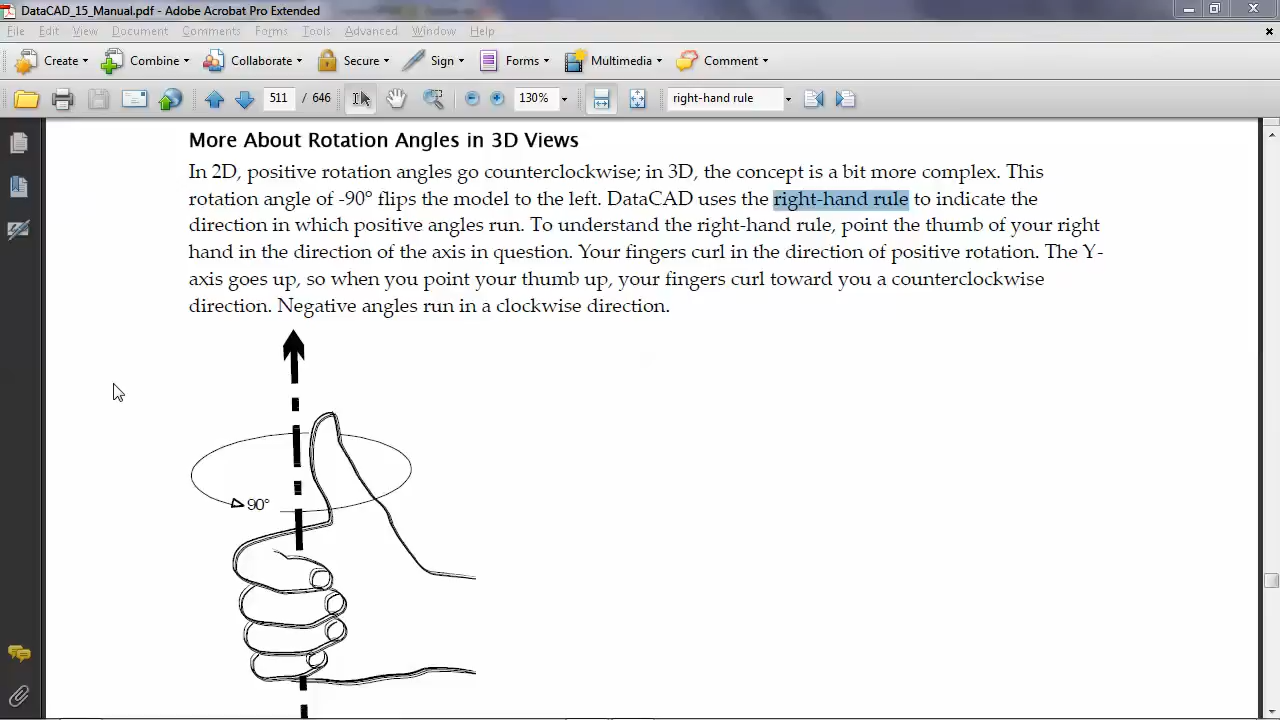 DataCAD_15_Manual.pdf - Adobe Acrobat Pro Extended
File Edit View Document Comments Forms Tools Advanced Window Help
Create Combine Collaborate Secure Sign Forms Multimedia Comment
511 / 646 130% right-hand rule
More About Rotation Angles in 3D Views
In 2D, positive rotation angles go counterclockwise; in 3D, the concept is a bit more complex. This
rotation angle of -90° flips the model to the left. DataCAD uses the right-hand rule to indicate the
direction in which positive angles run. To understand the right-hand rule, point the thumb of your right
hand in the direction of the axis in question. Your fingers curl in the direction of positive rotation. The Y-
axis goes up, so when you point your thumb up, your fingers curl toward you a counterclockwise
direction. Negative angles run in a clockwise direction.
90°